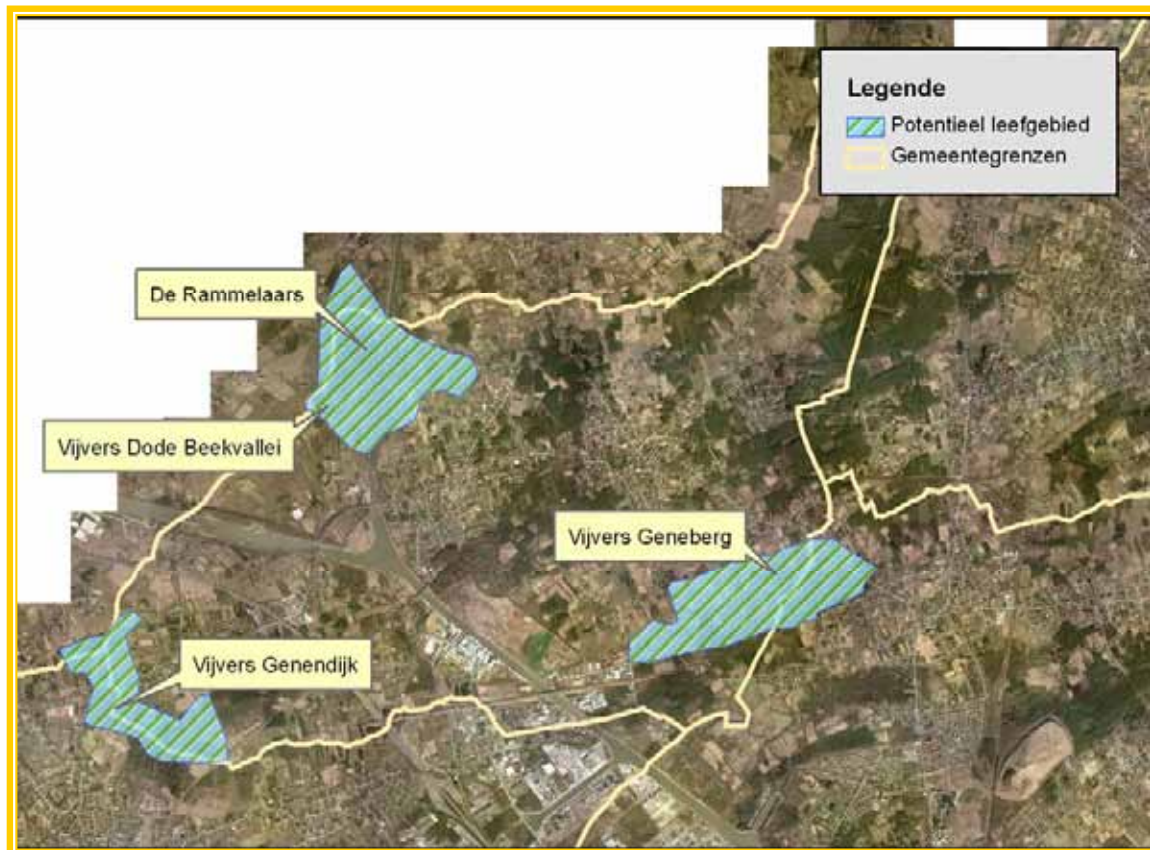 Legende
Potentieel leefgebied
Gemeentegrenzen
De Rammelaars
Vijvers Dode Beekvallei
Vijvers Geneberg
Vijvers Genendijk